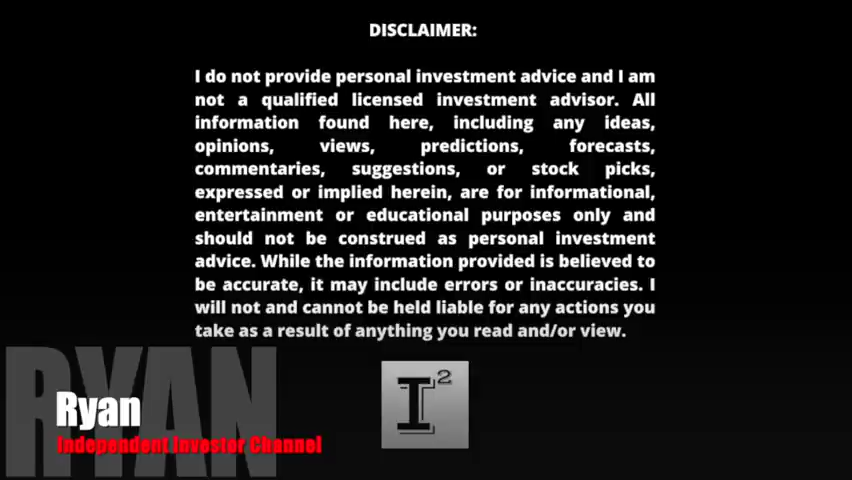 DISCLAIMER:
I do not provide personal investment advice and I am
not a qualified licensed investment advisor. All
information found here, including any ideas,
opinions, views, predictions, forecasts,
commentaries, suggestions, or stock picks,
expressed or implied herein, are for informational,
entertainment or educational purposes only and
should not be construed as personal investment
advice. While the information provided is believed to
be accurate, it may include errors or inaccuracies. I
will not and cannot be held liable for any actions you
take as a result of anything you read and/or view.
RYAN
Ryan
Independent Investor Channel
I²